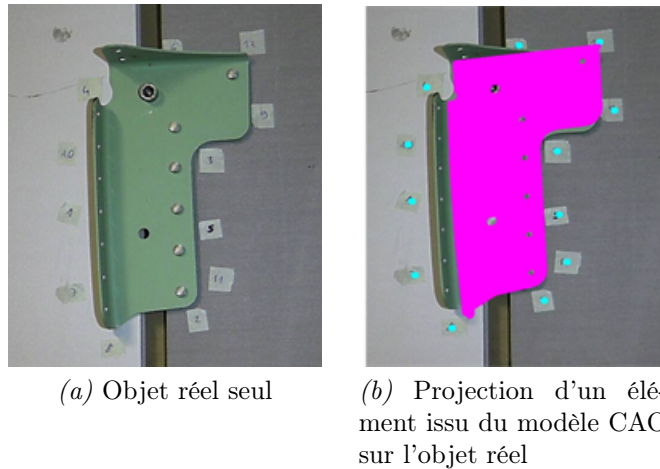 (a) Objet réel seul
(b) Projection d'un élé-
ment issu du modèle CAO
sur l'objet réel